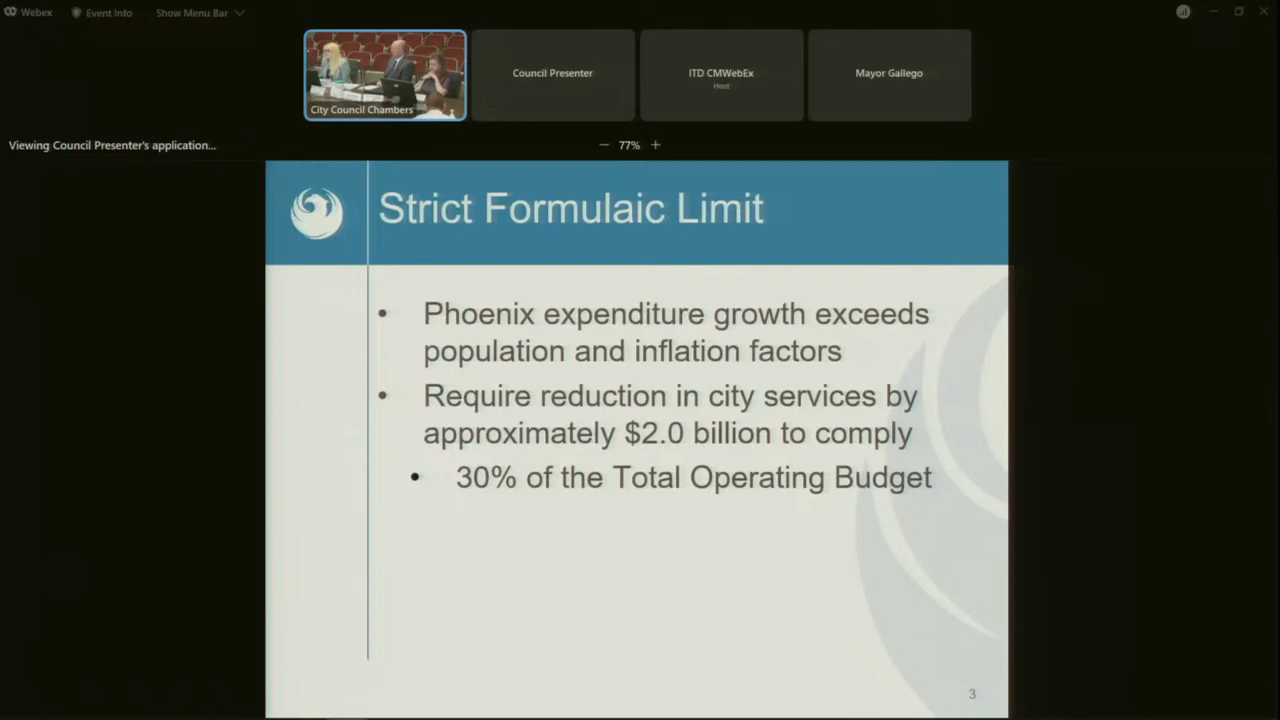 Webex
Event Info
Show Menu Bar
City Council Chambers
Council Presenter
ITD CMWebEx
Host
Mayor Gallego
Viewing Council Presenter's application...
77%
Strict Formulaic Limit
• Phoenix expenditure growth exceeds
population and inflation factors
• Require reduction in city services by
approximately $2.0 billion to comply
• 30% of the Total Operating Budget
3